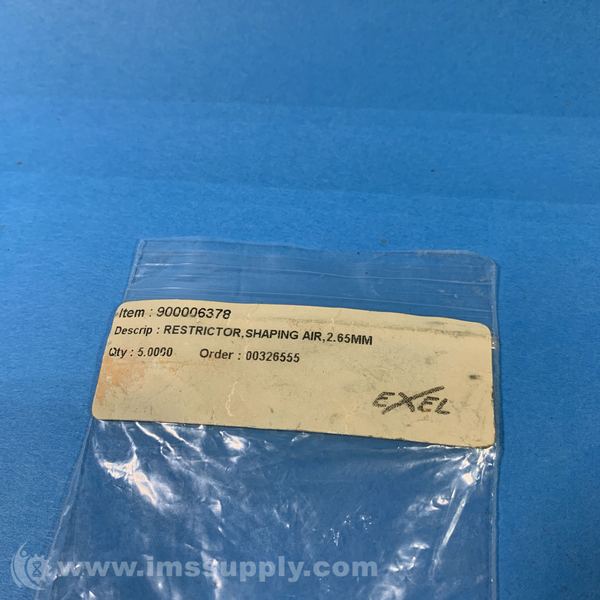 Item : 900006378
Descrip : RESTRICTOR,SHAPING AIR,2.65MM
Qty : 5.0000 Order : 00326555
EXEL
www.imssupply.com